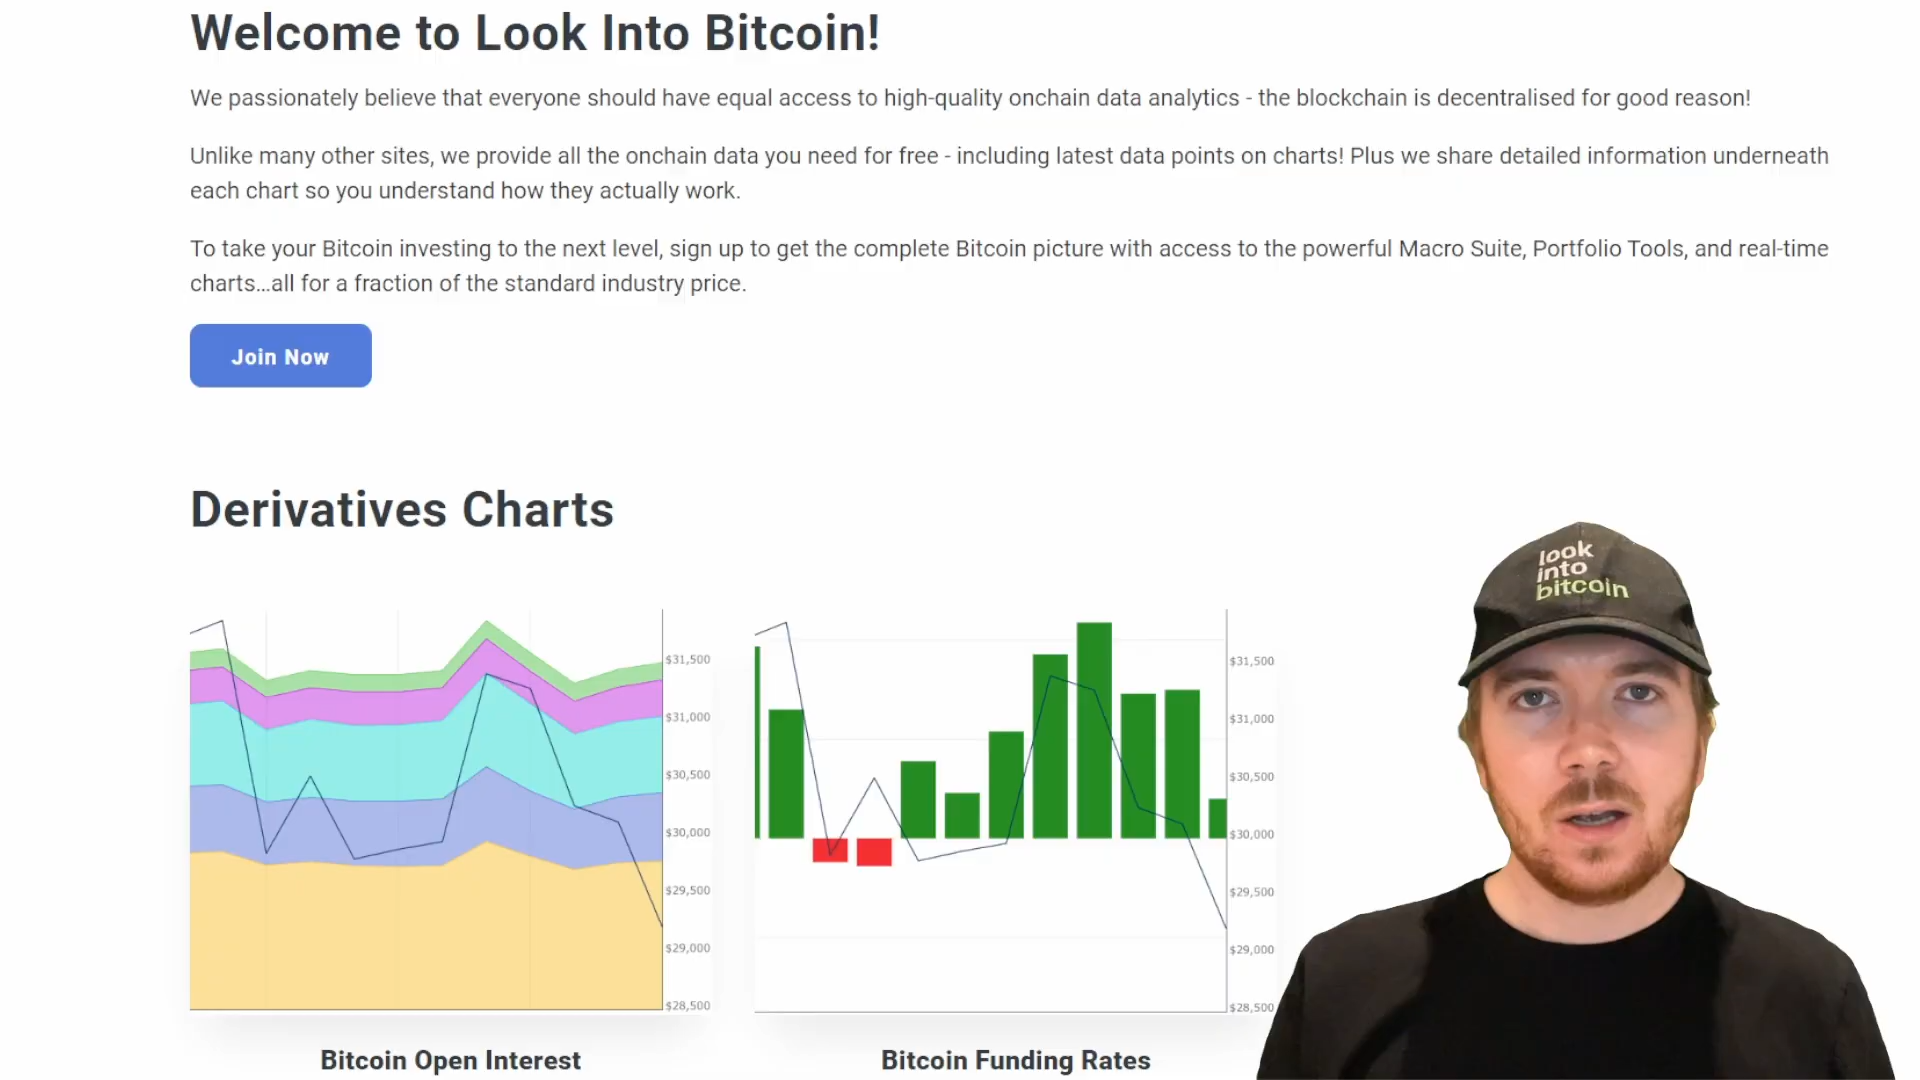 Welcome to Look Into Bitcoin!
We passionately believe that everyone should have equal access to high-quality onchain data analytics - the blockchain is decentralised for good reason!
Unlike many other sites, we provide all the onchain data you need for free - including latest data points on charts! Plus we share detailed information underneath
each chart so you understand how they actually work.
To take your Bitcoin investing to the next level, sign up to get the complete Bitcoin picture with access to the powerful Macro Suite, Portfolio Tools, and real-time
charts...all for a fraction of the standard industry price.
Join Now
Derivatives Charts
$31,500
$31,000
$30,500
$30,000
$29,500
$29,000
$28,500
Bitcoin Open Interest
$31,500
$31,000
$30,500
$30,000
$29,500
$29,000
$28,500
Bitcoin Funding Rates
look
into
bitcoin